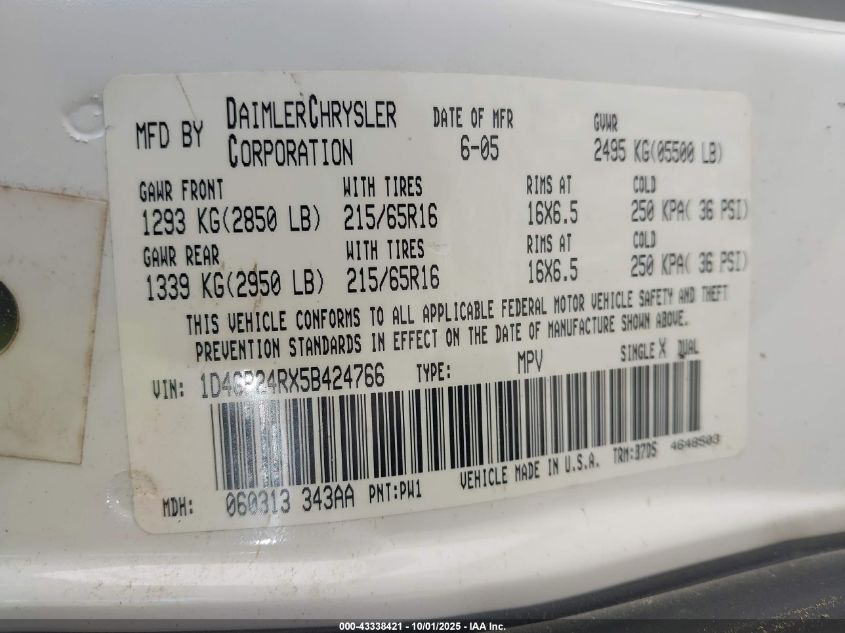 MFD BY DAIMLERCHRYSLER CORPORATION DATE OF MFR 6-05 GVWR 2495 KG(05500 LB)
GAWR FRONT WITH TIRES RIMS AT COLD
1293 KG(2850 LB) 215/65R16 16X6.5 250 KPA( 36 PSI)
GAWR REAR WITH TIRES RIMS AT COLD
1339 KG(2950 LB) 215/65R16 16X6.5 250 KPA( 36 PSI)
THIS VEHICLE CONFORMS TO ALL APPLICABLE FEDERAL MOTOR VEHICLE SAFETY AND THEFT
PREVENTION STANDARDS IN EFFECT ON THE DATE OF MANUFACTURE SHOWN ABOVE.
VIN: 1D4GP24RX5B424766 TYPE: MPV SINGLE X DUAL
MDH: 060313 343AA PNT:PW1 VEHICLE MADE IN U.S.A. TRM:37D5 4648503
000-43338421 - 10/01/2025 - IAA Inc.